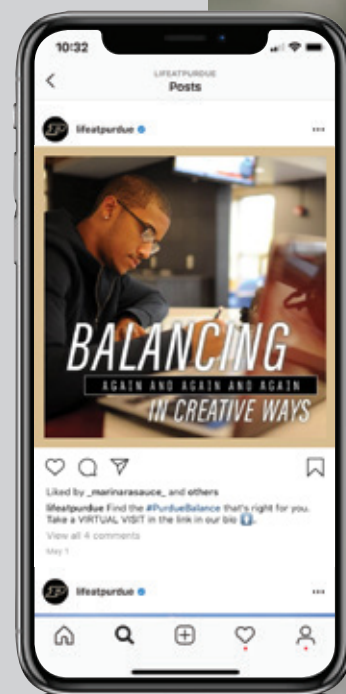 10:32
LIFEATPURDUE
Posts
lifeatpurdue
BALANCING
AGAIN AND AGAIN AND AGAIN
IN CREATIVE WAYS
Liked by _marinarasauce_ and others
lifeatpurdue Find the #PurdueBalance that's right for you.
Take a VIRTUAL VISIT in the link in our bio ⬆️.
View all 4 comments
May 1
lifeatpurdue